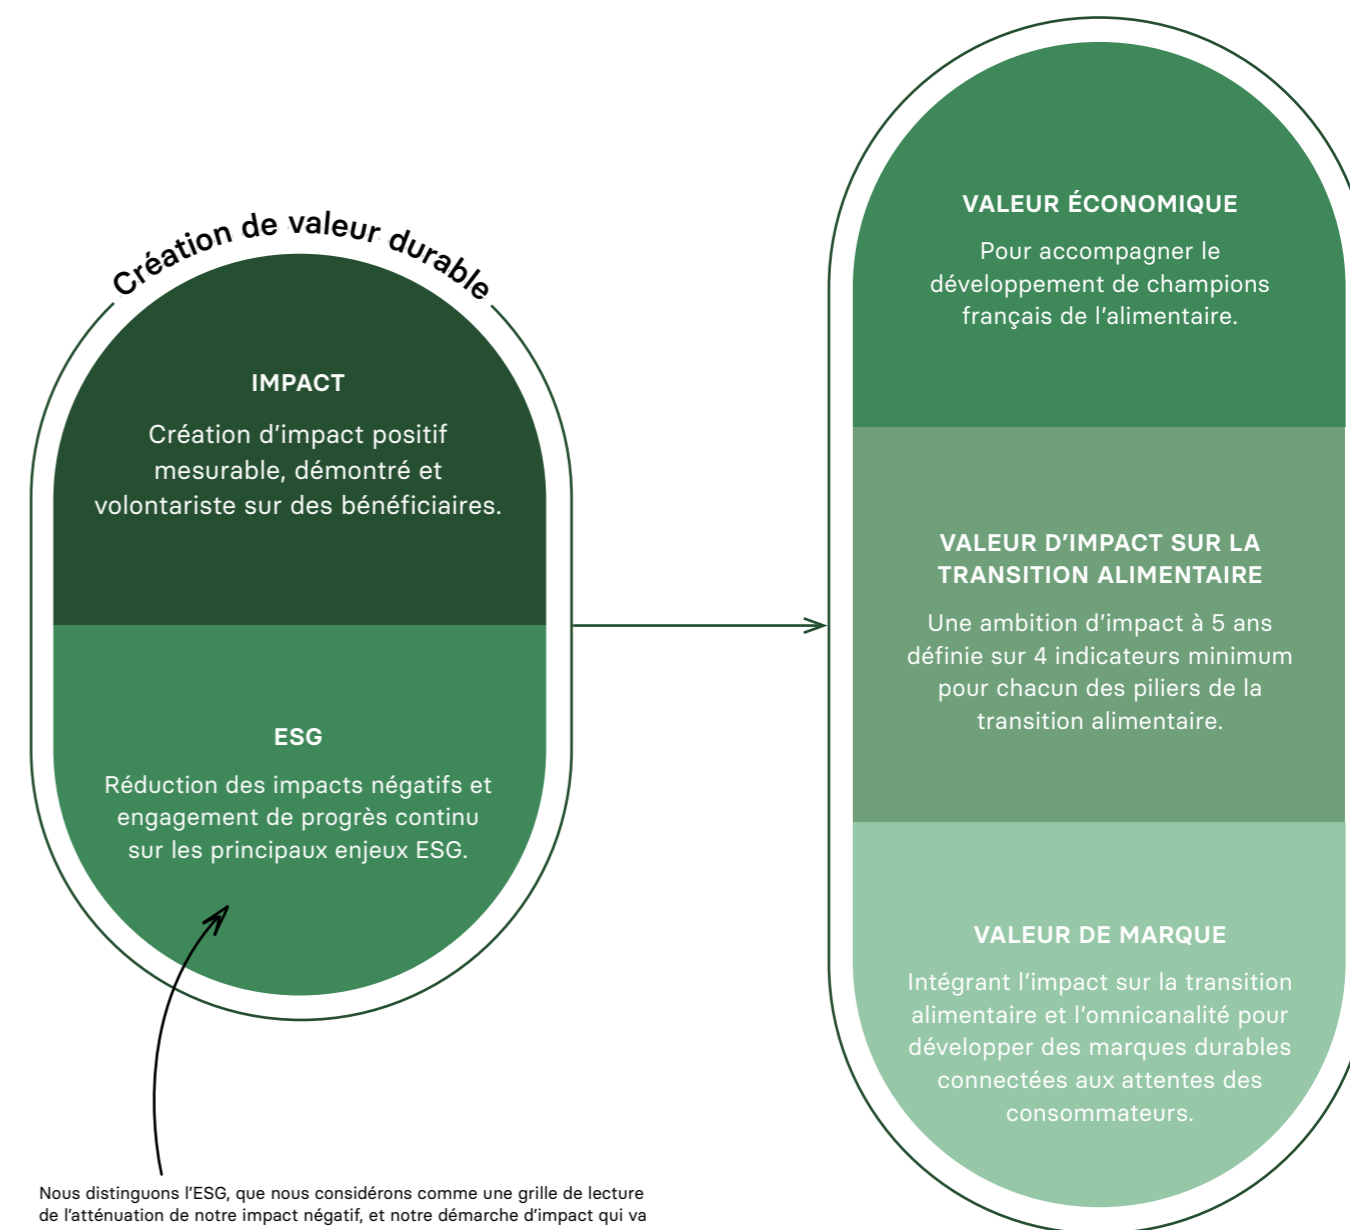 Création de valeur durable
IMPACT
Création d’impact positif
mesurable, démontré et
volontariste sur des bénéficiaires.
ESG
Réduction des impacts négatifs et
engagement de progrès continu
sur les principaux enjeux ESG.
Nous distinguons l’ESG, que nous considérons comme une grille de lecture
de l’atténuation de notre impact négatif, et notre démarche d’impact qui va
VALEUR ÉCONOMIQUE
Pour accompagner le
développement de champions
français de l’alimentaire.
VALEUR D’IMPACT SUR LA
TRANSITION ALIMENTAIRE
Une ambition d’impact à 5 ans
définie sur 4 indicateurs minimum
pour chacun des piliers de la
transition alimentaire.
VALEUR DE MARQUE
Intégrant l’impact sur la transition
alimentaire et l’omnicanalité pour
développer des marques durables
connectées aux attentes des
consommateurs.